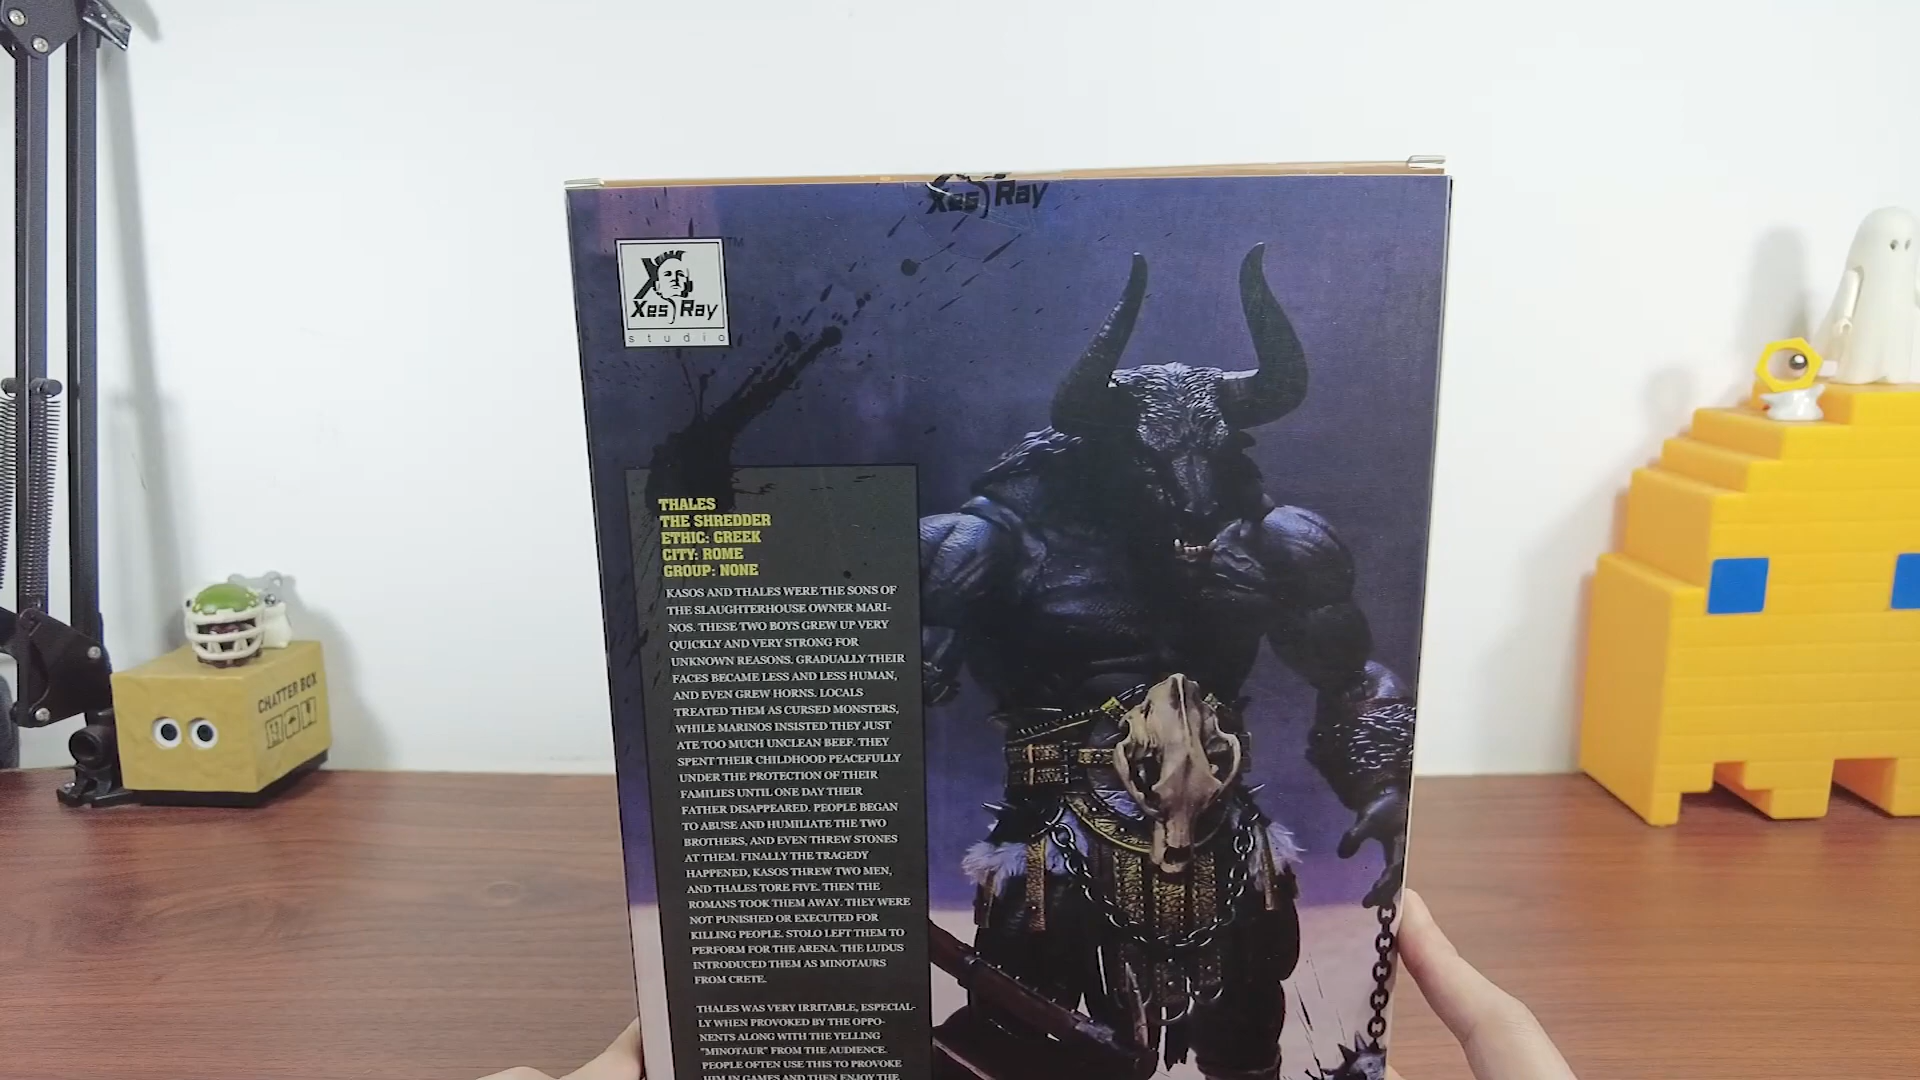 Xes Ray
TM
X
Xes Ray
studio
THALES
THE SHREDDER
ETHIC: GREEK
CITY: ROME
GROUP: NONE
KASOS AND THALES WERE THE SONS OF
THE SLAUGHTERHOUSE OWNER MARI-
NOS. THESE TWO BOYS GREW UP VERY
QUICKLY AND VERY STRONG FOR
UNKNOWN REASONS. GRADUALLY THEIR
FACES BECAME LESS AND LESS HUMAN,
AND EVEN GREW HORNS. LOCALS
TREATED THEM AS CURSED MONSTERS,
WHILE MARINOS INSISTED THEY JUST
ATE TOO MUCH UNCLEAN BEEF. THEY
SPENT THEIR CHILDHOOD PEACEFULLY
UNDER THE PROTECTION OF THEIR
FAMILIES UNTIL ONE DAY THEIR
FATHER DISAPPEARED. PEOPLE BEGAN
TO ABUSE AND HUMILIATE THE TWO
BROTHERS, AND EVEN THREW STONES
AT THEM. FINALLY THE TRAGEDY
HAPPENED, KASOS THREW TWO MEN,
AND THALES TORE FIVE. THEN THE
ROMANS TOOK THEM AWAY. THEY WERE
NOT PUNISHED OR EXECUTED FOR
KILLING PEOPLE. STOLO LEFT THEM TO
PERFORM FOR THE ARENA. THE LUDUS
INTRODUCED THEM AS MINOTAURS
FROM CRETE.
THALES WAS VERY IRRITABLE, ESPECIAL-
LY WHEN PROVOKED BY THE OPPO-
NENTS ALONG WITH THE YELLING
"MINOTAUR" FROM THE AUDIENCE.
PEOPLE OFTEN USE THIS TO PROVOKE
HIM IN GAMES AND THEN ENJOY THE
CHATTER BOX